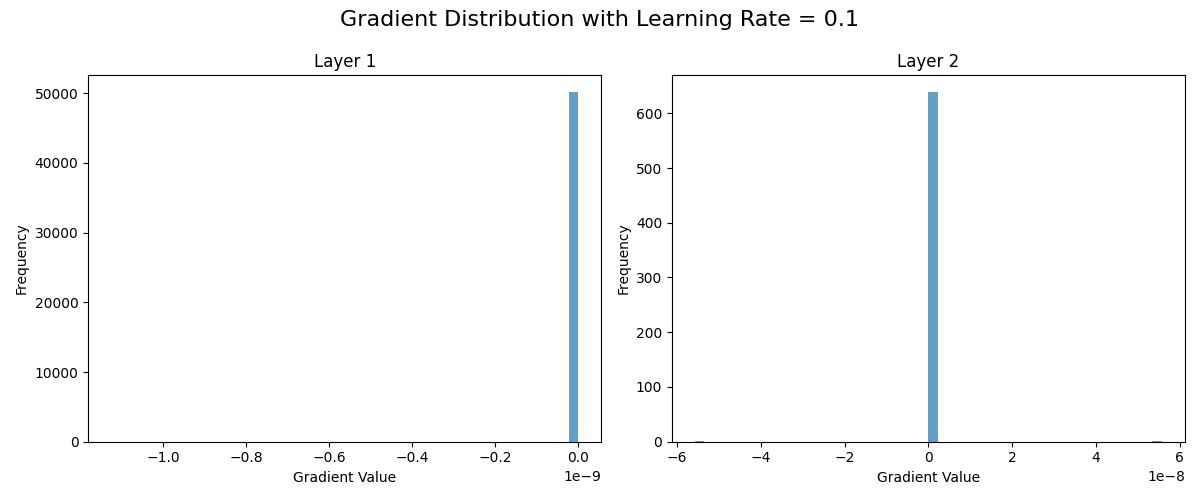 Gradient Distribution with Learning Rate = 0.1
Layer 1
50000
40000
30000
20000
10000
0
Frequency
−1.0 −0.8 −0.6 −0.4 −0.2 0.0
1e−9
Gradient Value
Layer 2
600
500
400
300
200
100
0
Frequency
−6 −4 −2 0 2 4 6
1e−8
Gradient Value